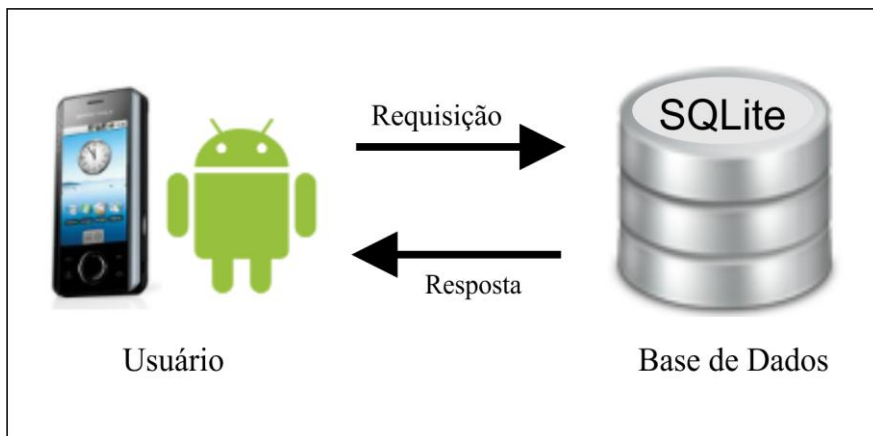 Requisição
SQLite
Resposta
Usuário
Base de Dados